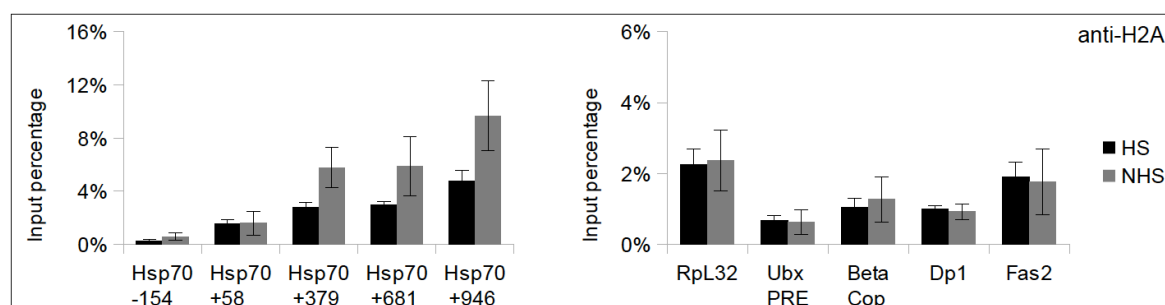 16%
12%
8%
4%
0%
Input percentage
Hsp70 Hsp70 Hsp70 Hsp70 Hsp70
-154 +58 +379 +681 +946
6%
4%
2%
0%
Input percentage
RpL32 Ubx Beta Dp1 Fas2
PRE Cop
anti-H2A
HS
NHS